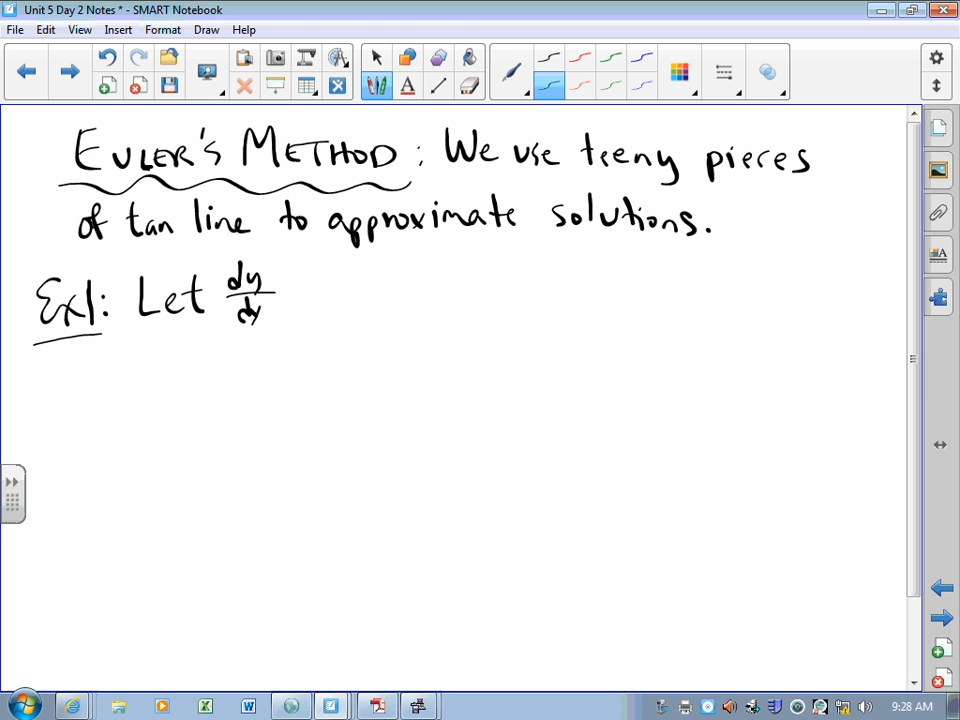 Unit 5 Day 2 Notes * - SMART Notebook
File Edit View Insert Format Draw Help
EULER'S METHOD : We use teeny pieces
of tan line to approximate solutions.
Ex1: Let dy/dx
9:28 AM